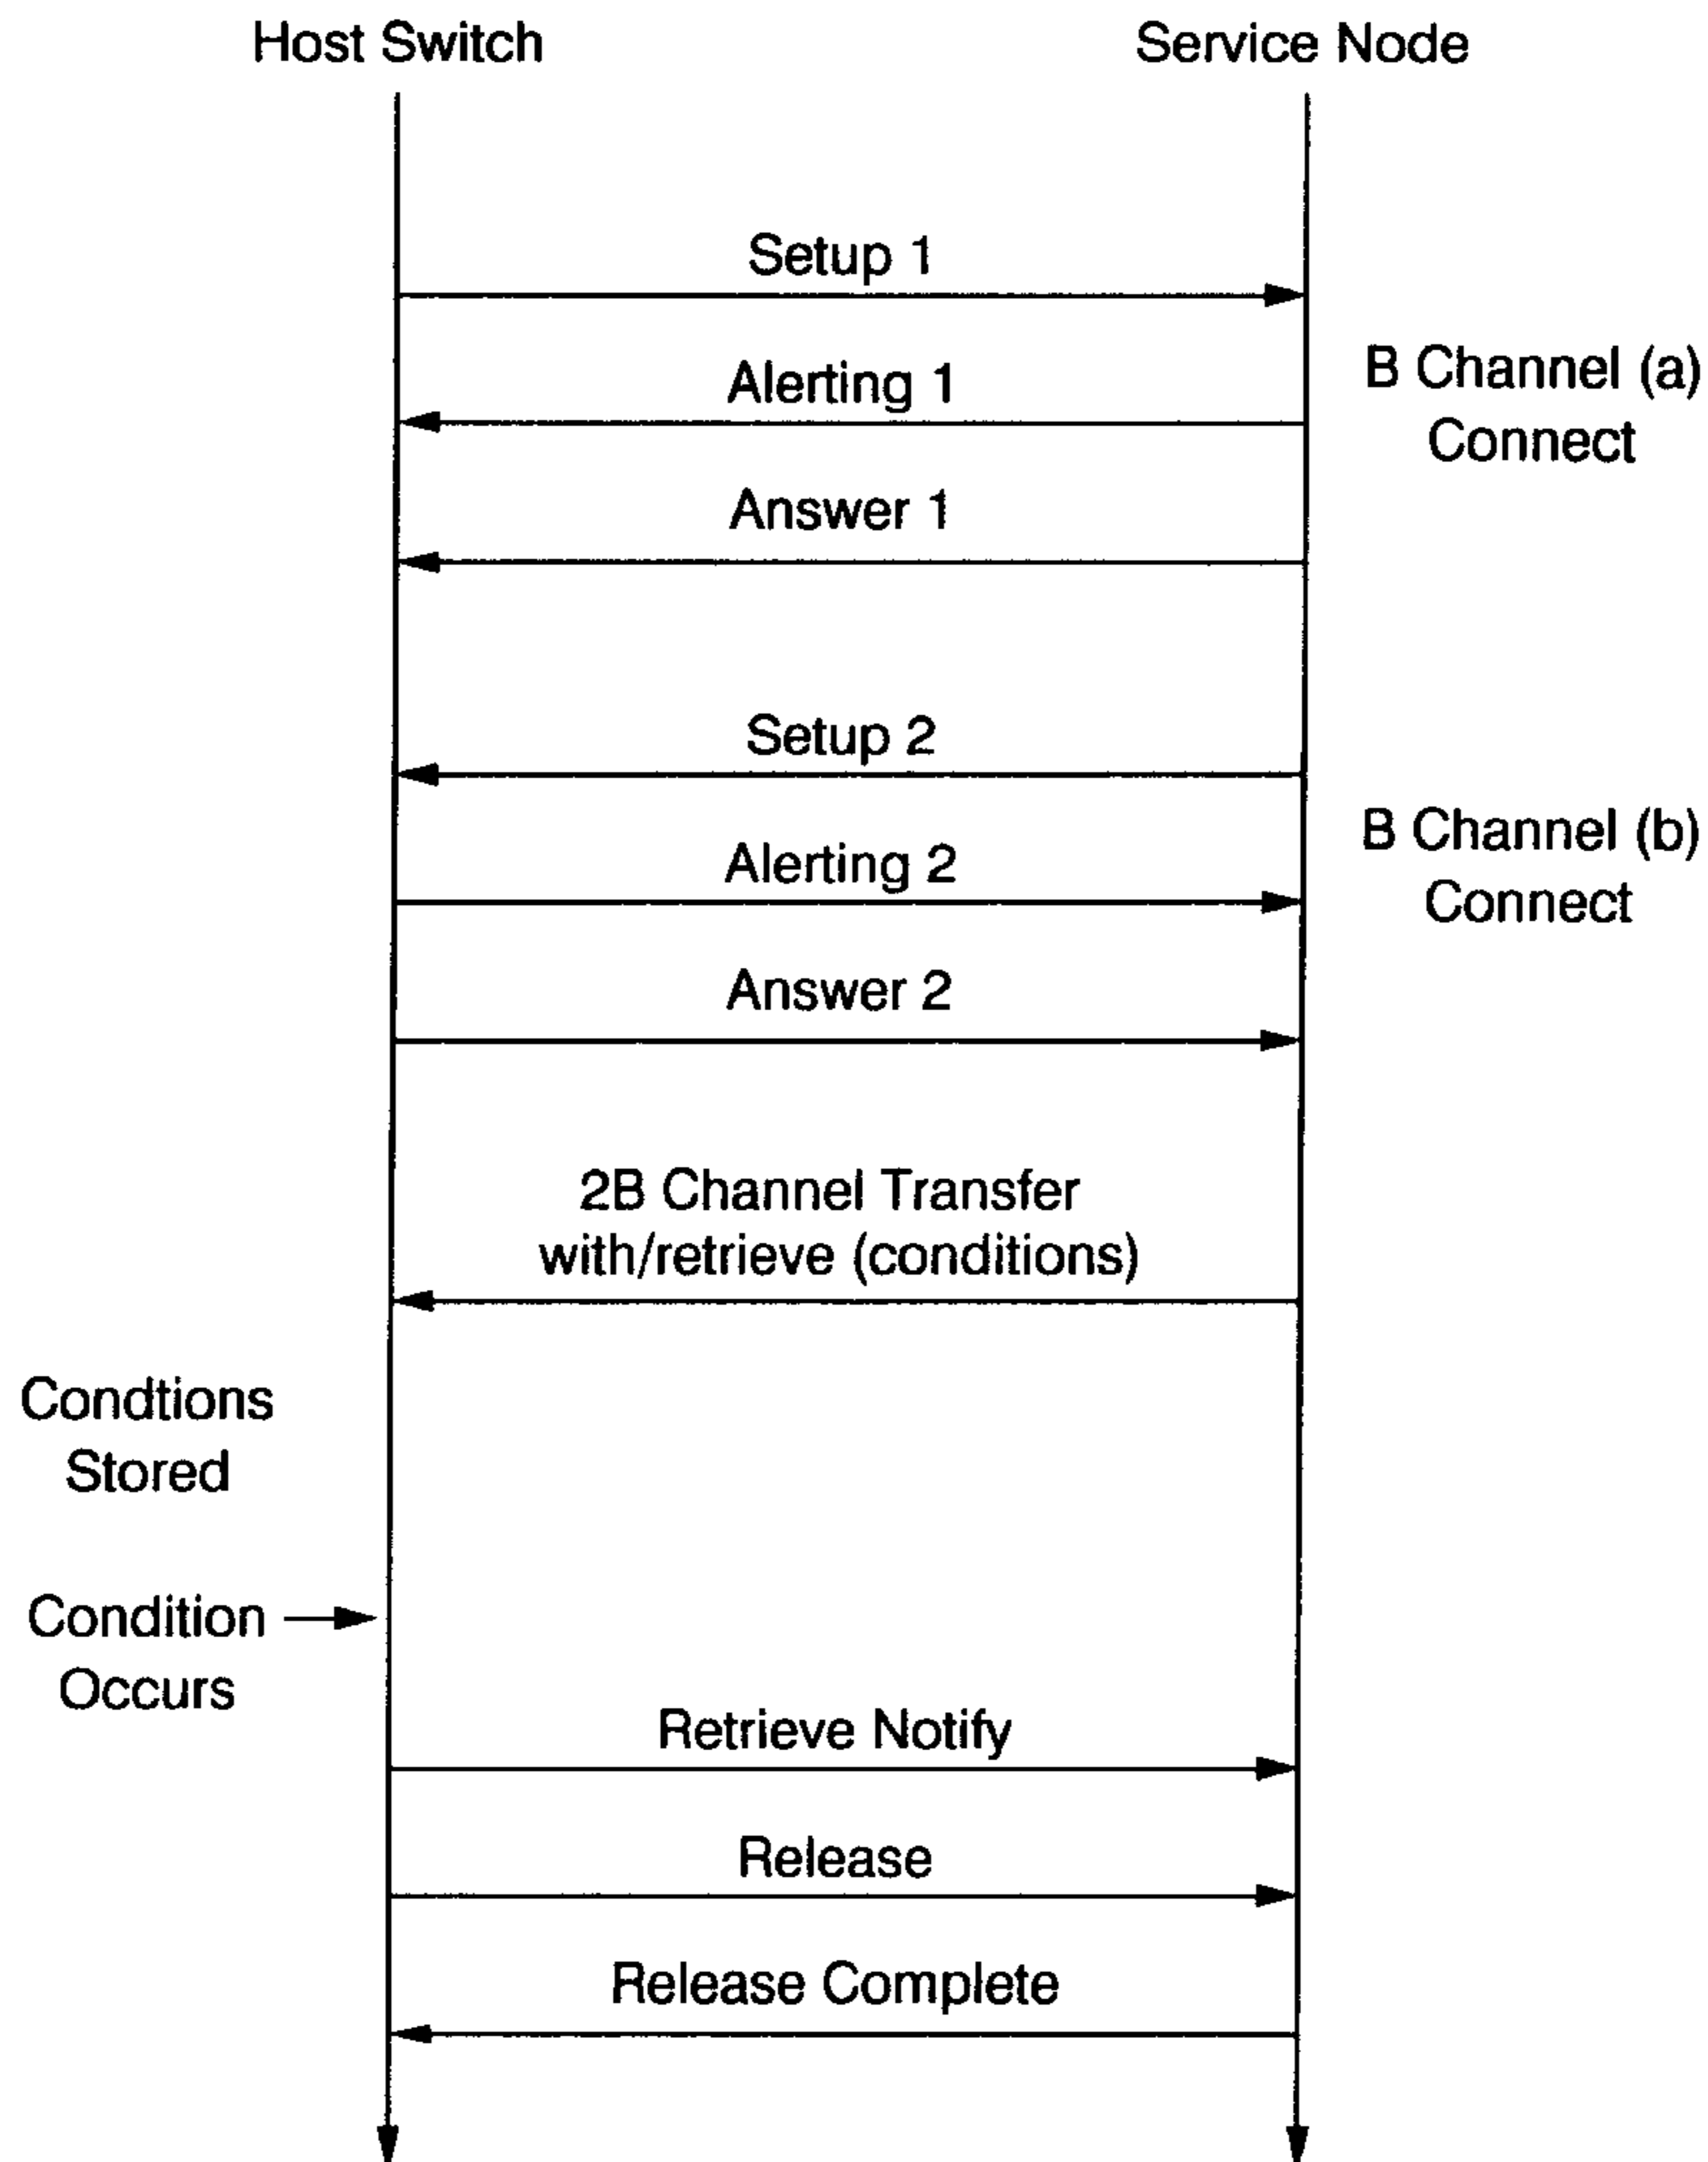 Host Switch
Service Node
Setup 1
Alerting 1
B Channel (a)
Connect
Answer 1
Setup 2
B Channel (b)
Connect
Alerting 2
Answer 2
2B Channel Transfer
with/retrieve (conditions)
Condtions
Stored
Condition
Occurs
Retrieve Notify
Release
Release Complete